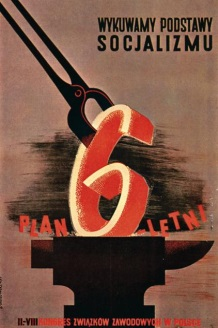 WYKUWAMY PODSTAWY
SOCJALIZMU
PLAN 6 LETNI
II-VIII KONGRES ZWIĄZKÓW ZAWODOWYCH W POLSCE